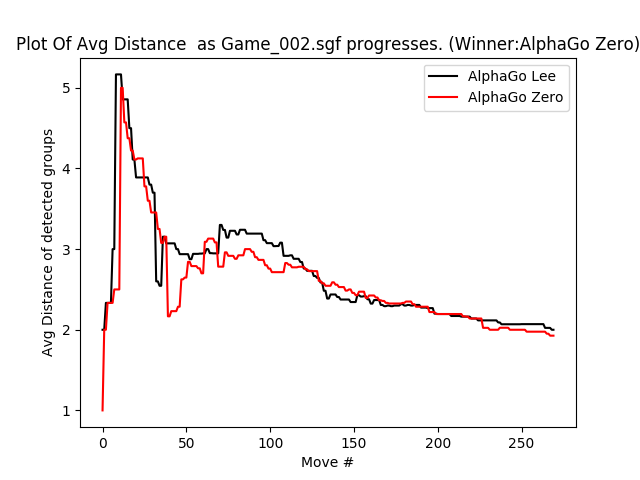 Plot Of Avg Distance  as Game_002.sgf progresses. (Winner:AlphaGo Zero)
AlphaGo Lee
AlphaGo Zero
Avg Distance of detected groups
5
4
3
2
1
0
50
100
150
200
250
Move #